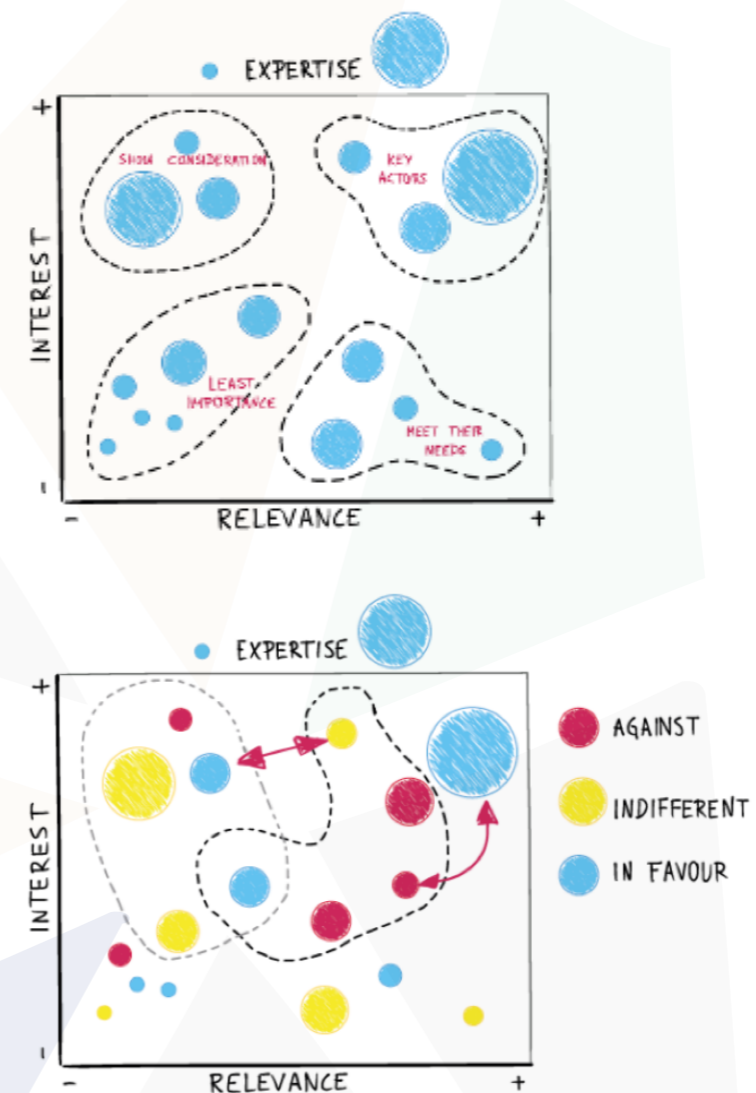 EXPERTISE
+
SHOW CONSIDERATION
KEY
ACTORS
INTEREST
LEAST
IMPORTANCE
MEET THEIR
NEEDS
-
- RELEVANCE +
EXPERTISE
+
AGAINST
INDIFFERENT
IN FAVOUR
INTEREST
-
- RELEVANCE +